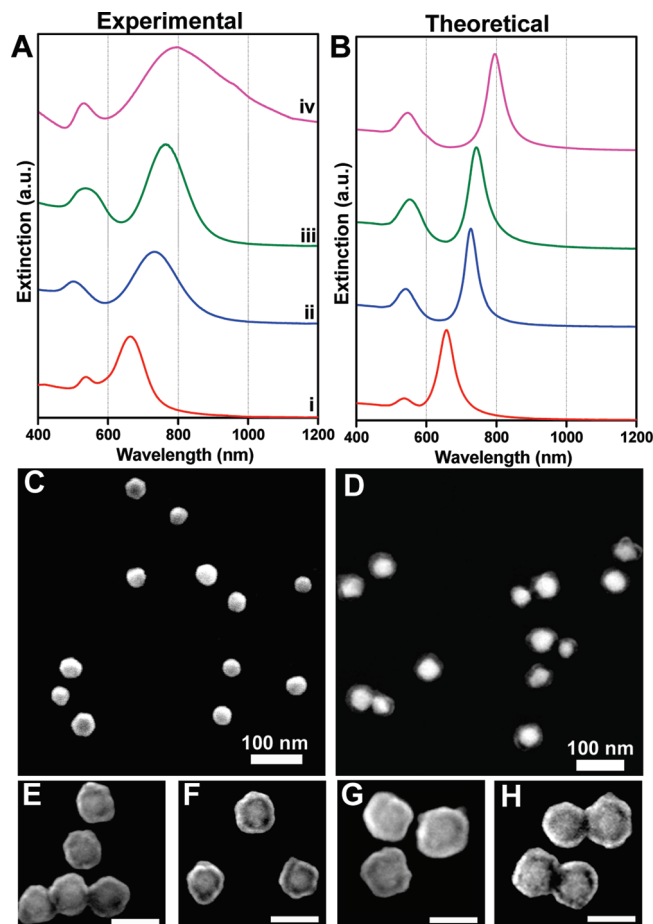 Experimental
Theoretical
A
B
Extinction (a.u.)
Extinction (a.u.)
iv
iii
ii
i
400 600 800 1000 1200
400 600 800 1000 1200
Wavelength (nm)
Wavelength (nm)
C
D
100 nm
100 nm
E
F
G
H